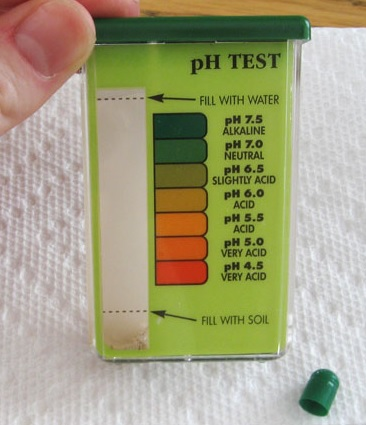 pH TEST
FILL WITH WATER
pH 7.5
ALKALINE
pH 7.0
NEUTRAL
pH 6.5
SLIGHTLY ACID
pH 6.0
ACID
pH 5.5
ACID
pH 5.0
VERY ACID
pH 4.5
VERY ACID
FILL WITH SOIL